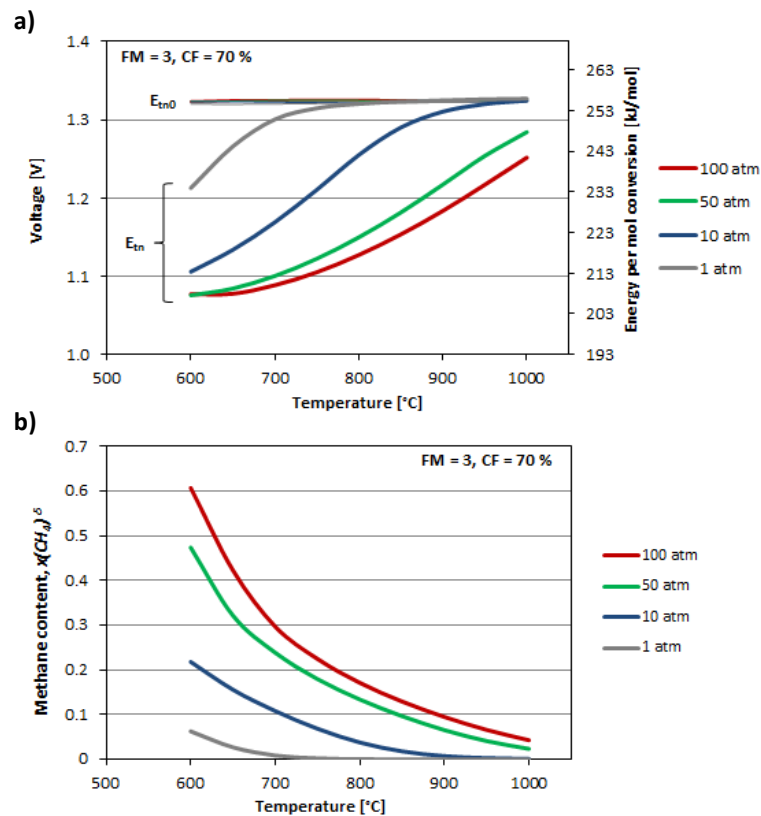 a)
FM = 3, CF = 70 %
1.4
1.3
1.2
1.1
1.0
Voltage [V]
E_tn0
E_tn
263
253
243
233
223
213
203
193
Energy per mol conversion [kJ/mol]
500
600
700
800
900
1000
Temperature [°C]
100 atm
50 atm
10 atm
1 atm
b)
FM = 3, CF = 70 %
0.7
0.6
0.5
0.4
0.3
0.2
0.1
0
Methane content, x(CH₄)^δ
500
600
700
800
900
1000
Temperature [°C]
100 atm
50 atm
10 atm
1 atm